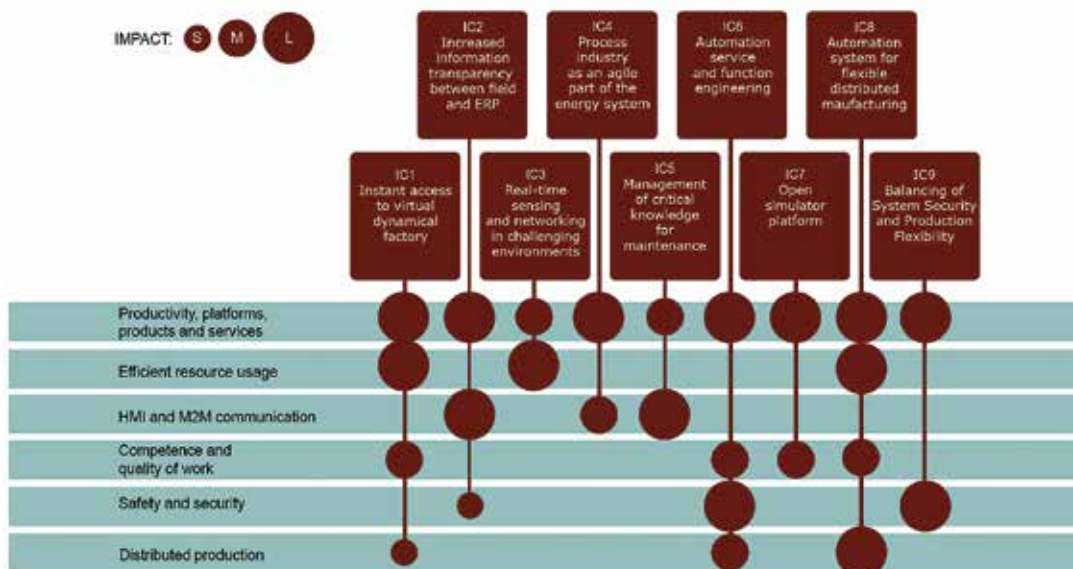 IMPACT: S M L
IC2
Increased
information
transparency
between field
and ERP
IC4
Process
industry
as an agile
part of the
energy system
IC6
Automation
service
and function
engineering
IC8
Automation
system for
flexible
distributed
maufacturing
IC1
Instant access
to virtual
dynamical
factory
IC3
Real-time
sensing
and networking
in challenging
environments
IC5
Management
of critical
knowledge
for
maintenance
IC7
Open
simulator
platform
IC9
Balancing of
System Security
and Production
Flexibility
Productivity, platforms,
products and services
Efficient resource usage
HMI and M2M communication
Competence and
quality of work
Safety and security
Distributed production